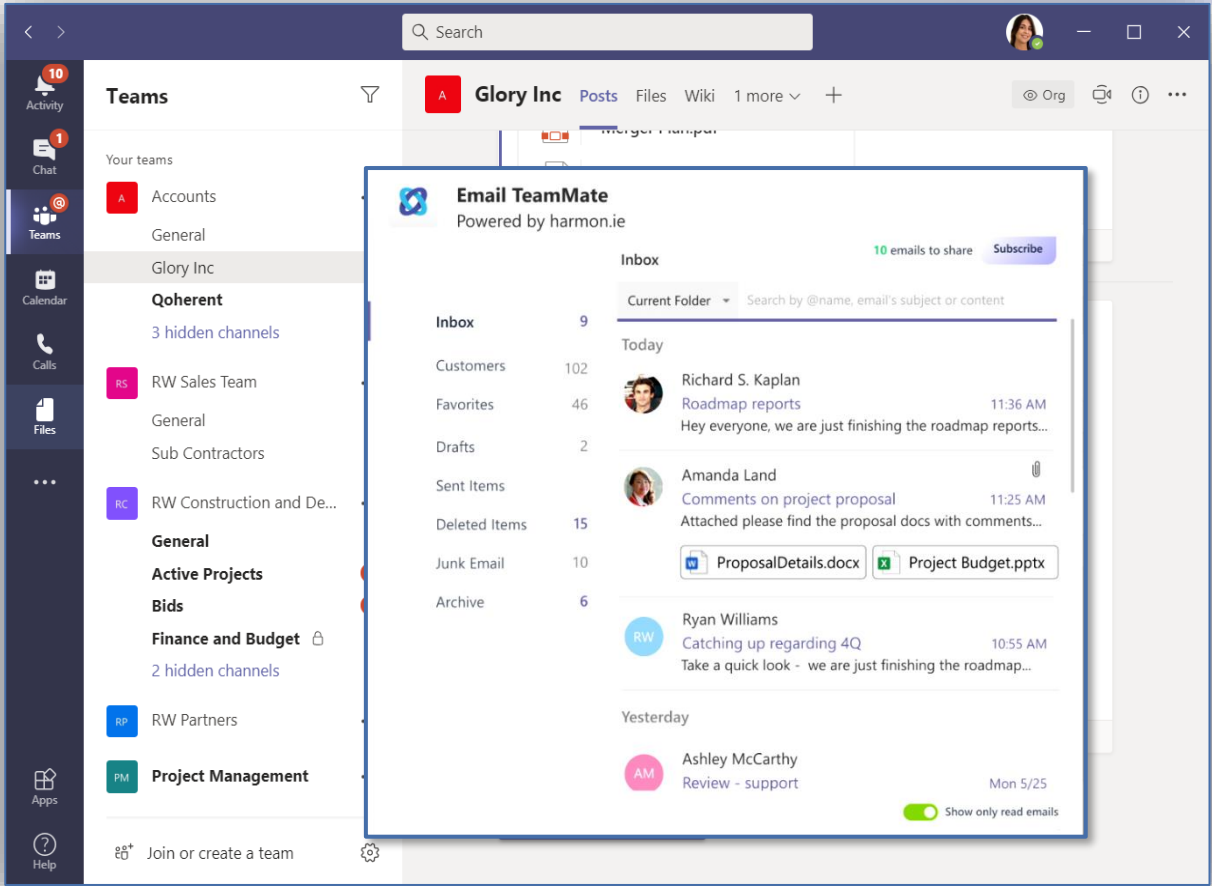 Search
10
Activity
1
Chat
@
Teams
Calendar
Calls
Files
Apps
Help
Teams
Your teams
A Accounts
General
Glory Inc
Qoherent
3 hidden channels
RS RW Sales Team
General
Sub Contractors
RC RW Construction and De...
General
Active Projects
Bids
Finance and Budget
2 hidden channels
RP RW Partners
PM Project Management
Join or create a team
A Glory Inc Posts Files Wiki 1 more Org
Merger Plan.pdf
Email TeamMate
Powered by harmon.ie
Inbox 9
Customers 102
Favorites 46
Drafts 2
Sent Items
Deleted Items 15
Junk Email 10
Archive 6
Inbox 10 emails to share Subscribe
Current Folder Search by @name, email's subject or content
Today
Richard S. Kaplan
Roadmap reports 11:36 AM
Hey everyone, we are just finishing the roadmap reports...
Amanda Land
Comments on project proposal 11:25 AM
Attached please find the proposal docs with comments...
W ProposalDetails.docx X Project Budget.pptx
RW Ryan Williams
Catching up regarding 4Q 10:55 AM
Take a quick look - we are just finishing the roadmap...
Yesterday
AM Ashley McCarthy
Review - support Mon 5/25
Show only read emails